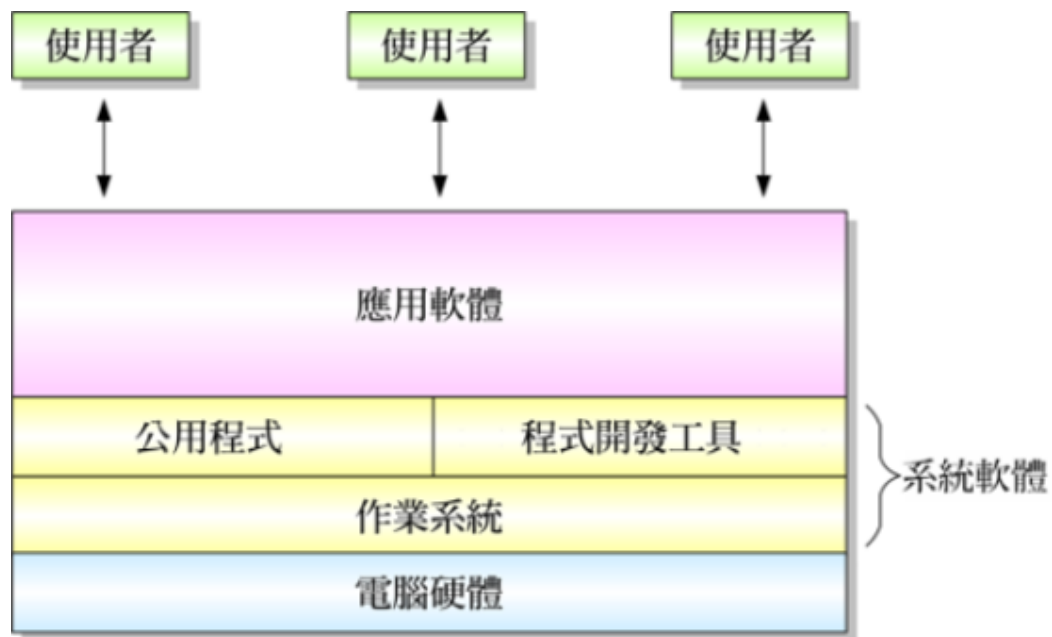 使用者
使用者
使用者
應用軟體
公用程式
程式開發工具
系統軟體
作業系統
電腦硬體